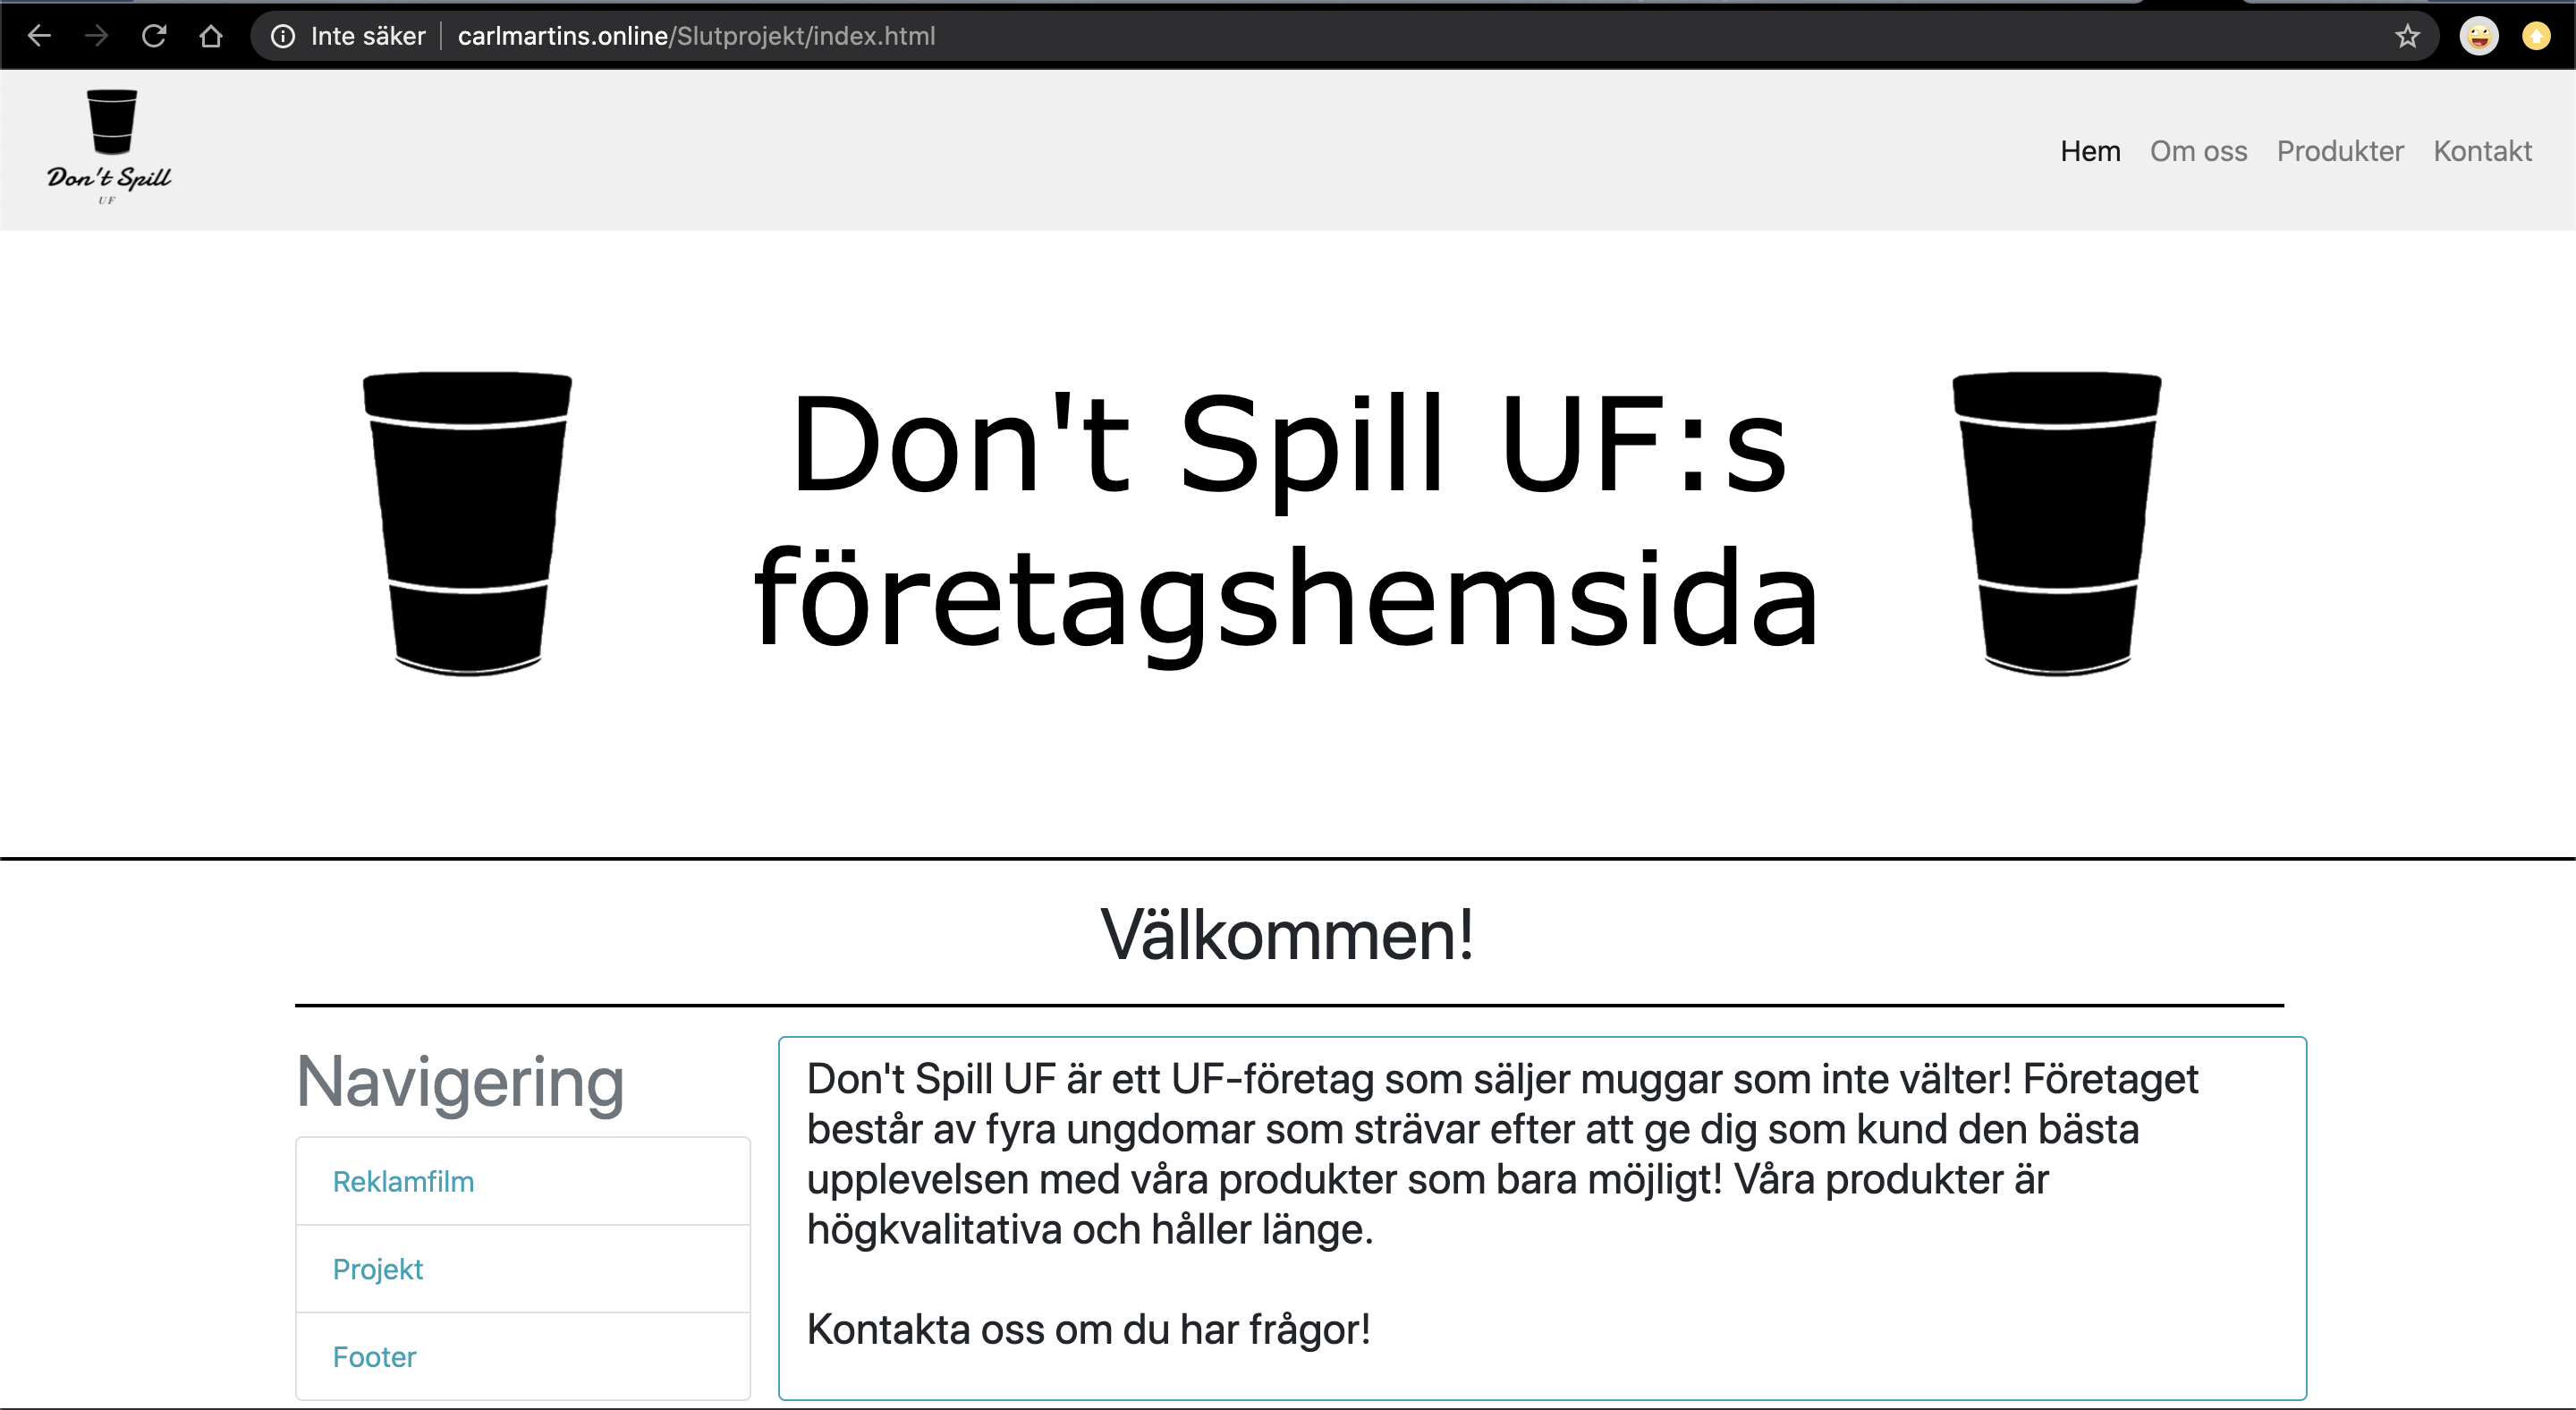 Inte säker carlmartins.online/Slutprojekt/index.html
Don't Spill
UF
Hem Om oss Produkter Kontakt
Don't Spill UF:s
företagshemsida
Välkommen!
Navigering
Reklamfilm
Projekt
Footer
Don't Spill UF är ett UF-företag som säljer muggar som inte välter! Företaget
består av fyra ungdomar som strävar efter att ge dig som kund den bästa
upplevelsen med våra produkter som bara möjligt! Våra produkter är
högkvalitativa och håller länge.
Kontakta oss om du har frågor!